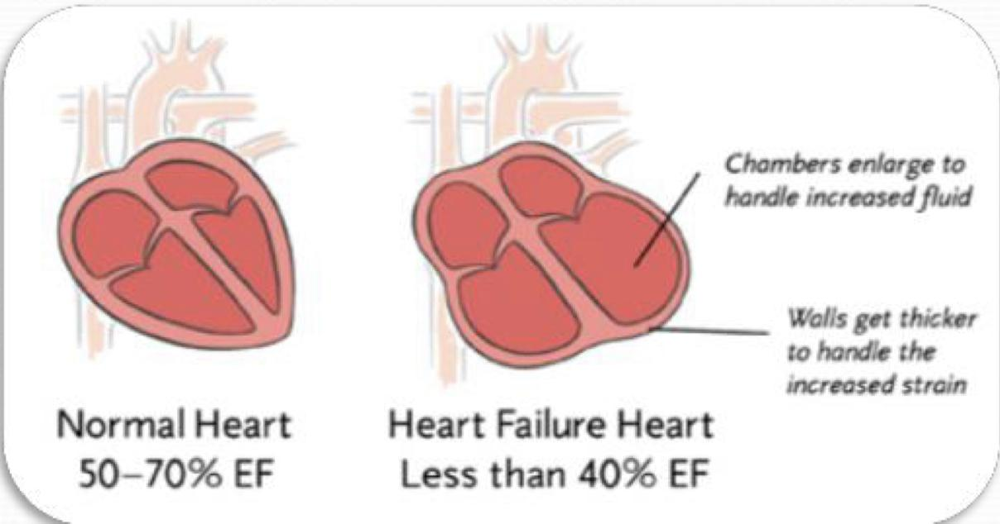 Chambers enlarge to
handle increased fluid
Walls get thicker
to handle the
increased strain
Normal Heart
50–70% EF
Heart Failure Heart
Less than 40% EF